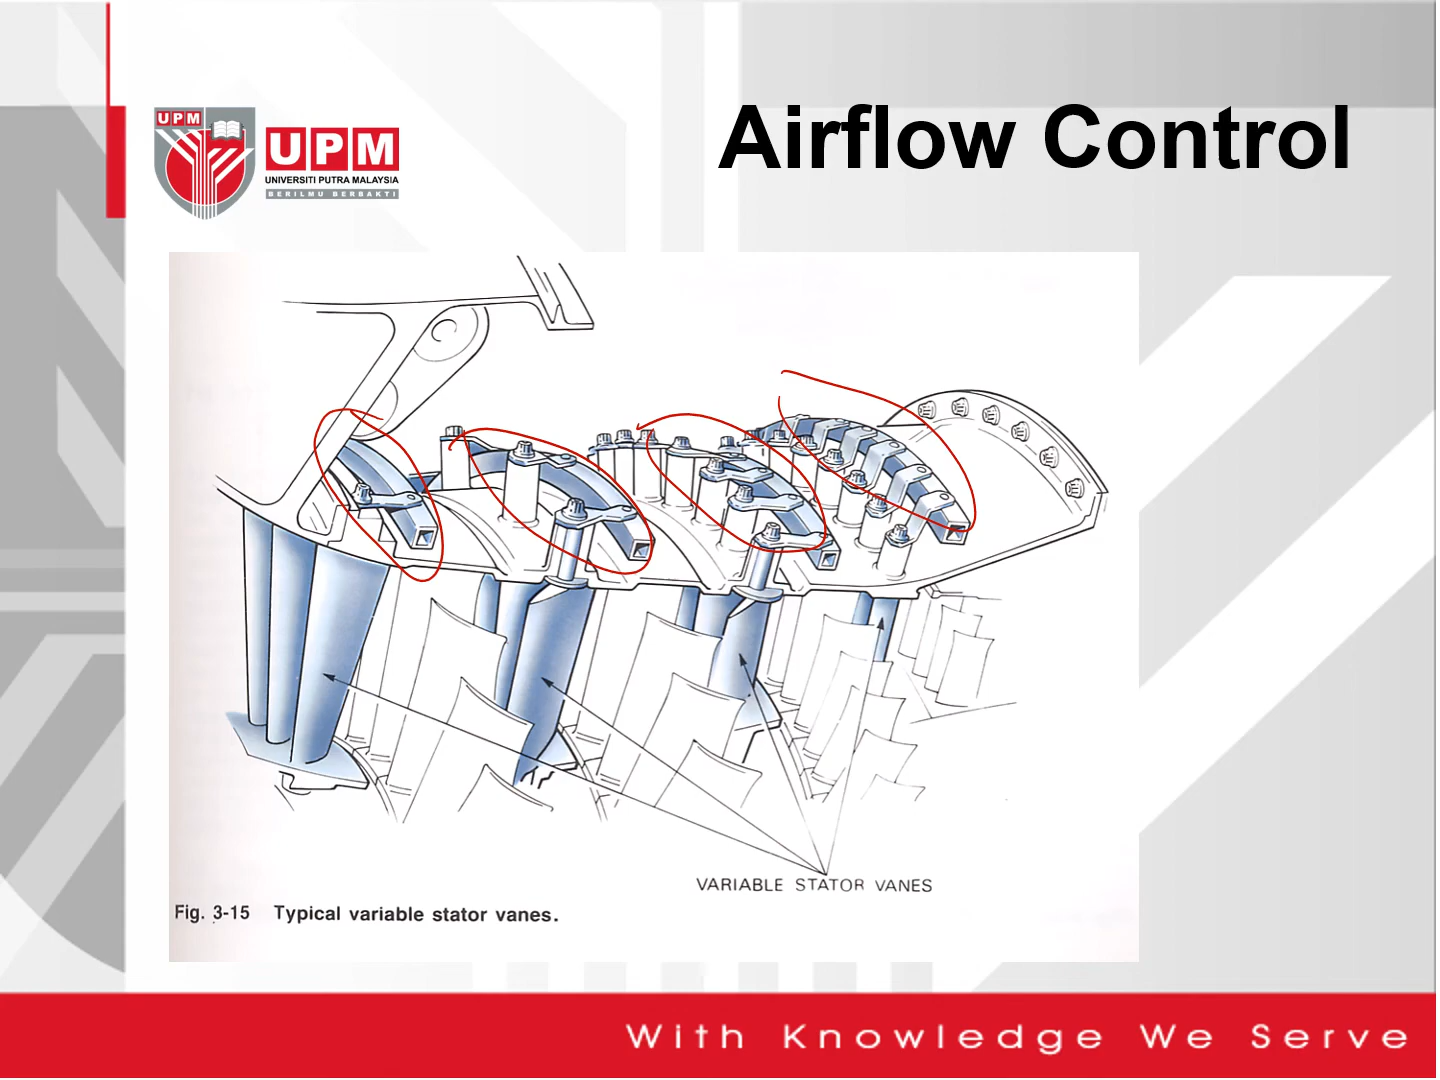 Airflow Control
UPM
UPM
UNIVERSITI PUTRA MALAYSIA
BERILMU BERBAKTI
VARIABLE STATOR VANES
Fig. 3-15 Typical variable stator vanes.
With Knowledge We Serve